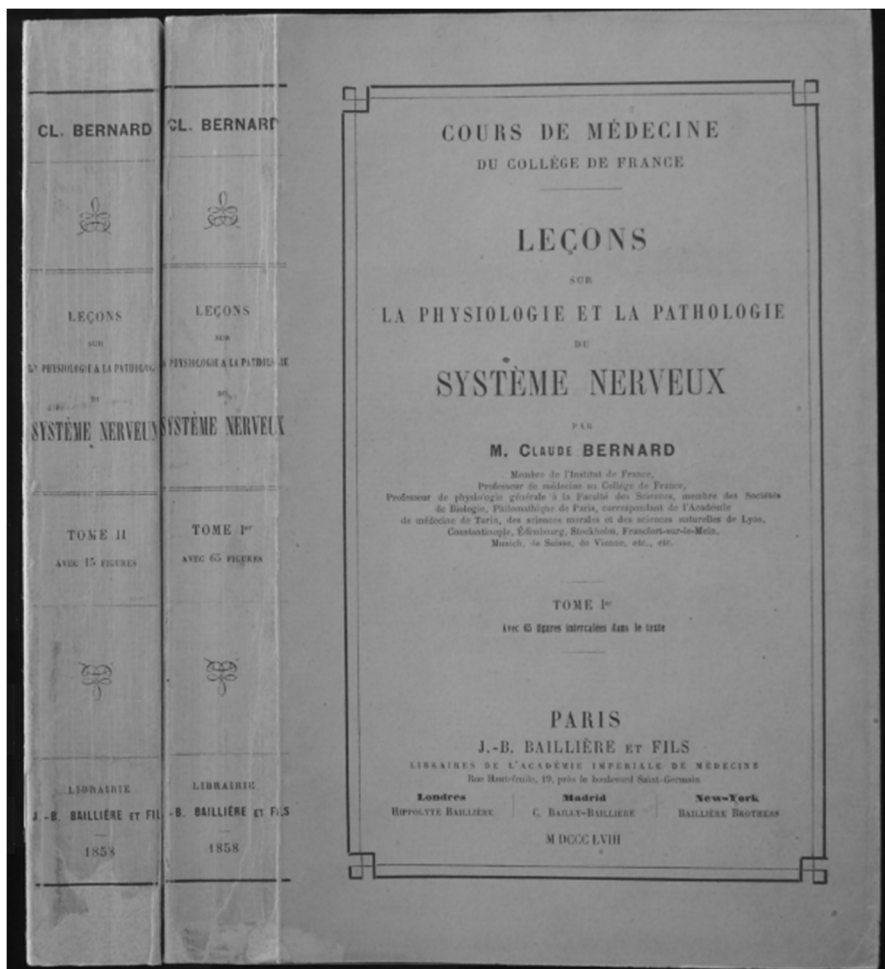 CL. BERNARD
LEÇONS
SUR
LA PHYSIOLOGIE & LA PATHOLOG
DU
SYSTÈME NERVEUX
TOME II
AVEC 15 FIGURES
LIBRAIRIE
J.-B. BAILLIÈRE ET FIL
1858
CL. BERNARD
LEÇONS
SUR
A PHYSIOLOGIE & LA PATHOLOGIE
DU
SYSTÈME NERVEUX
TOME Ier
AVEC 65 FIGURES
LIBRAIRIE
-B. BAILLIÈRE ET FILS
1858
COURS DE MÉDECINE
DU COLLÉGE DE FRANCE
LEÇONS
SUR
LA PHYSIOLOGIE ET LA PATHOLOGIE
DU
SYSTÈME NERVEUX
PAR
M. CLAUDE BERNARD
Membre de l'Institut de France,
Professeur de médecine au Collége de France,
Professeur de physiologie générale à la Faculté des Sciences, membre des Sociétés
de Biologie, Philomathique de Paris, correspondant de l'Académie
de médecine de Turin, des sciences morales et des sciences naturelles de Lyon,
Constantinople, Édimbourg, Stockholm, Francfort-sur-le-Mein,
Munich, de Suisse, de Vienne, etc., etc.
TOME Ier
Avec 65 figures intercalées dans le texte
PARIS
J.-B. BAILLIÈRE ET FILS
LIBRAIRES DE L'ACADÉMIE IMPÉRIALE DE MÉDECINE
Rue Hautefeuille, 19, près le boulevard Saint-Germain
Londres Madrid New-York
HIPPOLYTE BAILLIÈRE C. BAILLY-BAILLIÈRE BAILLIÈRE BROTHERS
M DCCC LVIII